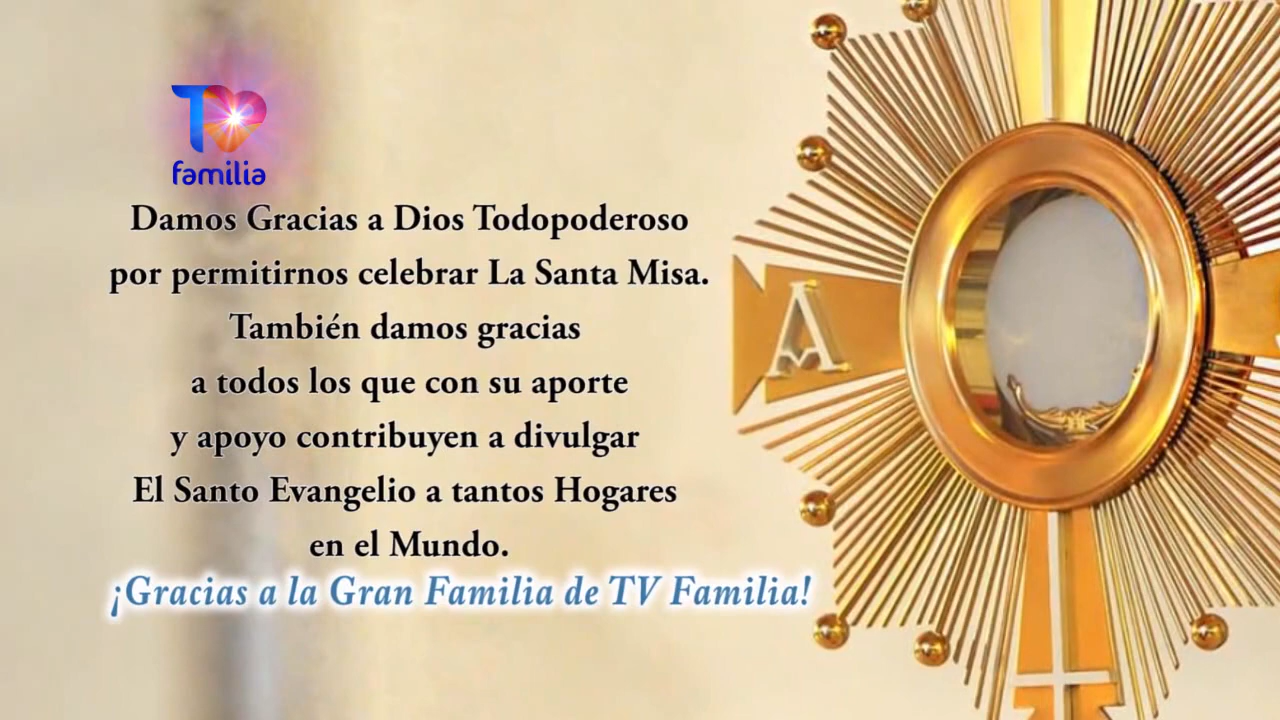 TV
familia
Damos Gracias a Dios Todopoderoso
por permitirnos celebrar La Santa Misa.
También damos gracias
a todos los que con su aporte
y apoyo contribuyen a divulgar
El Santo Evangelio a tantos Hogares
en el Mundo.
¡Gracias a la Gran Familia de TV Familia!
A